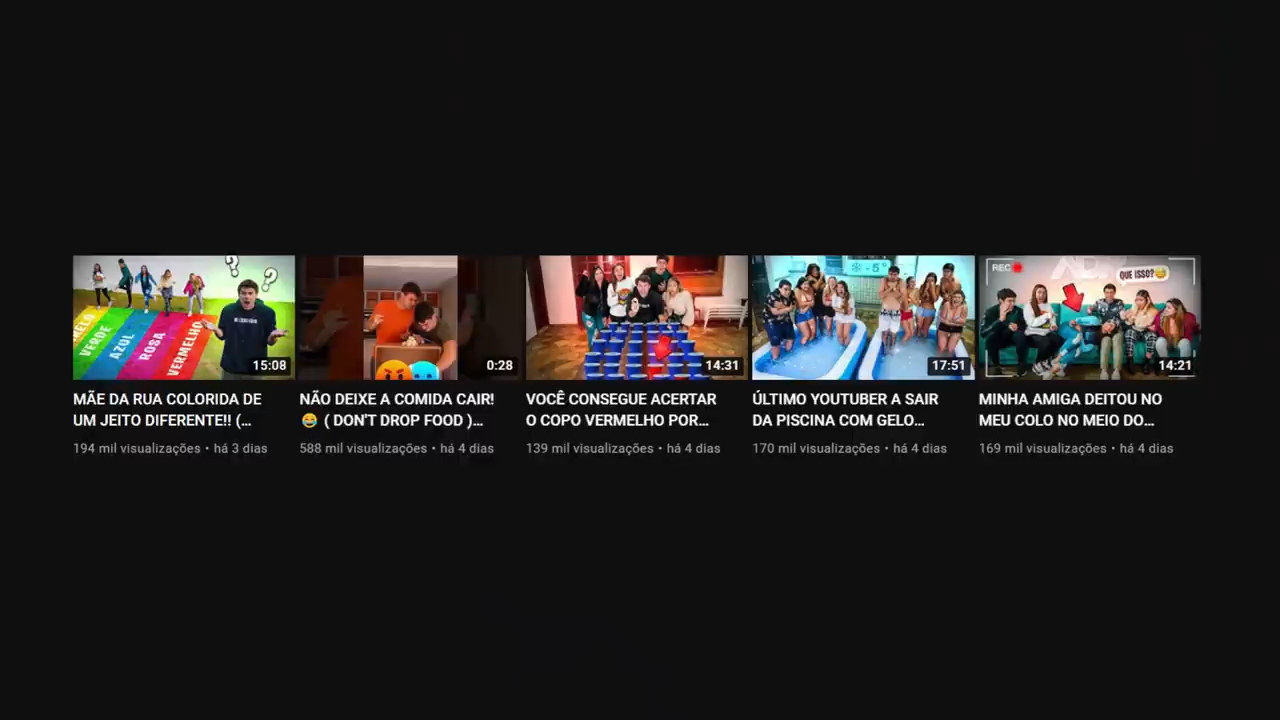 ? ?
RELA
VERDE
AZUL
ROSA
VERMELHO
15:08
0:28
14:31
-5°
17:51
REC
QUE ISSO?
14:21
MÃE DA RUA COLORIDA DE
UM JEITO DIFERENTE!! (...
194 mil visualizações • há 3 dias
NÃO DEIXE A COMIDA CAIR!
😂 ( DON'T DROP FOOD )...
588 mil visualizações • há 4 dias
VOCÊ CONSEGUE ACERTAR
O COPO VERMELHO POR...
139 mil visualizações • há 4 dias
ÚLTIMO YOUTUBER A SAIR
DA PISCINA COM GELO...
170 mil visualizações • há 4 dias
MINHA AMIGA DEITOU NO
MEU COLO NO MEIO DO...
169 mil visualizações • há 4 dias